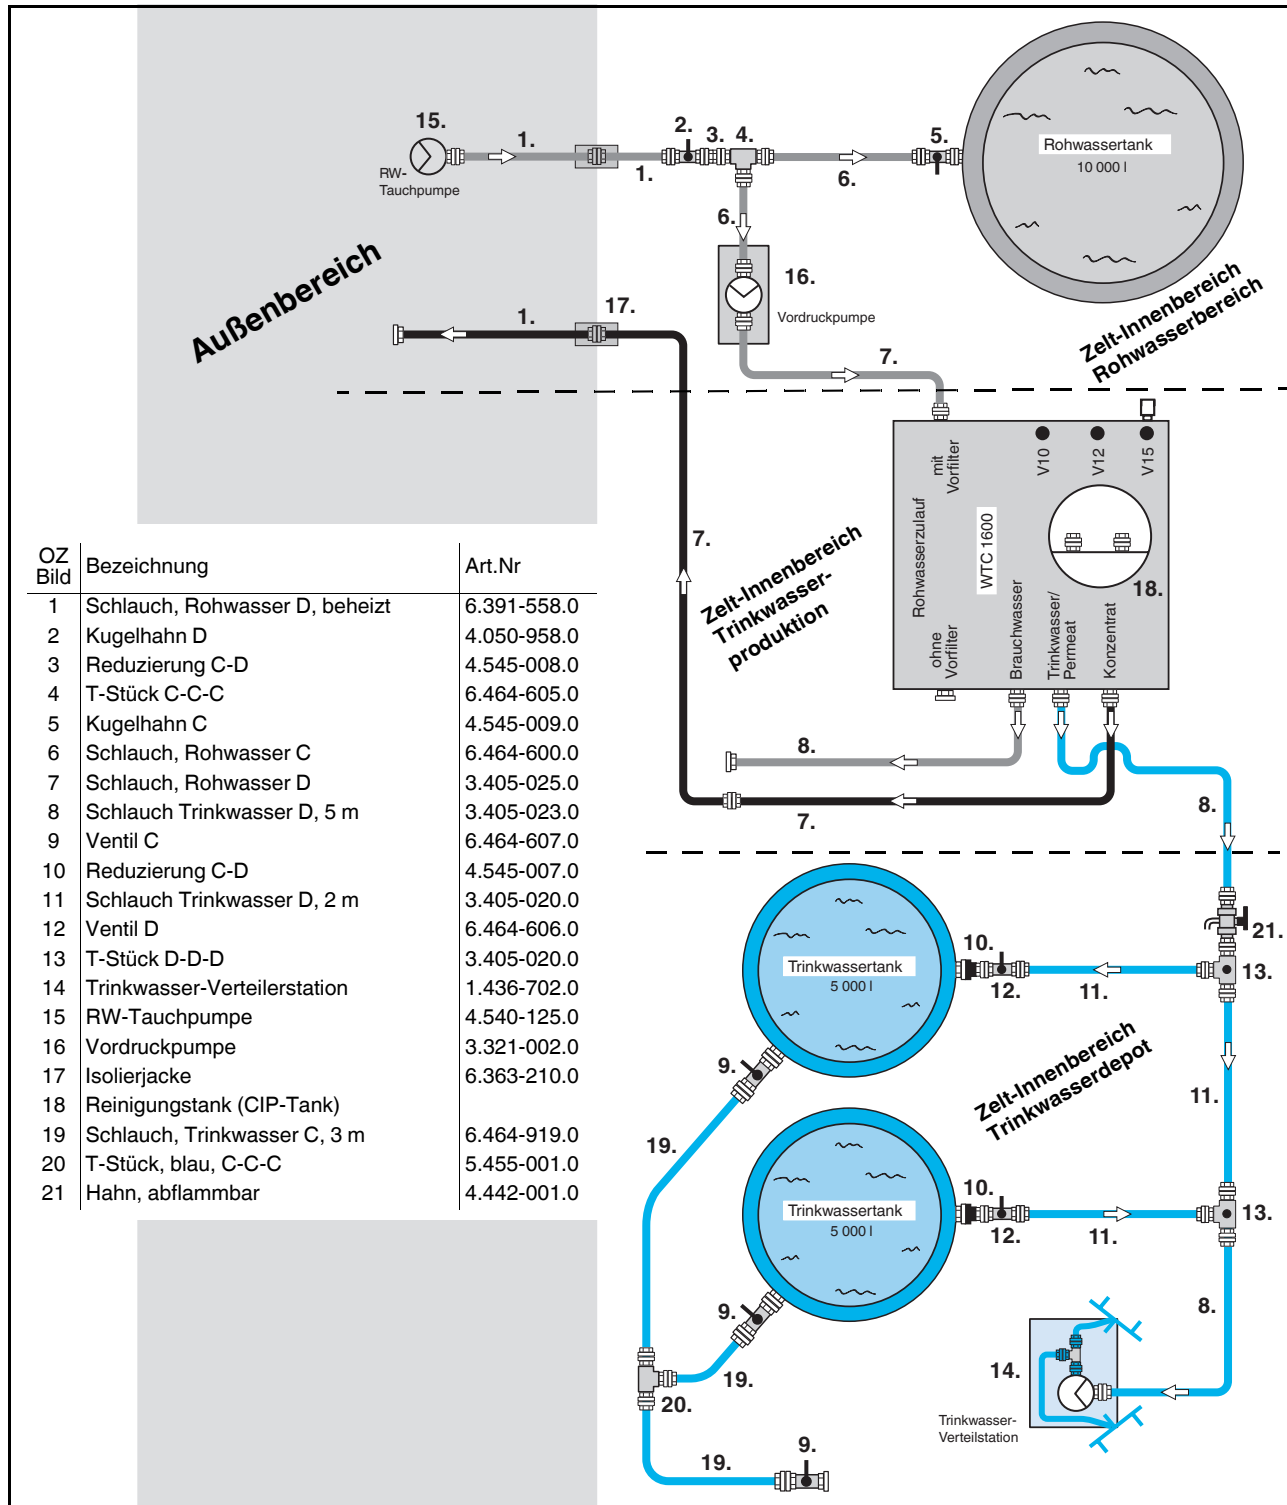 15.
1.
2.
3.
4.
5.
RW-
Tauchpumpe
1.
6.
Rohwassertank
10 000 l
6.
Außenbereich
16.
Vordruckpumpe
Zelt-Innenbereich
Rohwasserbereich
1.
17.
7.
mit
Vorfilter
V10
V12
V15
Rohwasserzulauf
WTC 1600
18.
ohne
Vorfilter
Brauchwasser
Trinkwasser/
Permeat
Konzentrat
7.
Zelt-Innenbereich
Trinkwasser-
produktion
8.
7.
8.
OZ Bild Bezeichnung Art.Nr
1 Schlauch, Rohwasser D, beheizt 6.391-558.0
2 Kugelhahn D 4.050-958.0
3 Reduzierung C-D 4.545-008.0
4 T-Stück C-C-C 6.464-605.0
5 Kugelhahn C 4.545-009.0
6 Schlauch, Rohwasser C 6.464-600.0
7 Schlauch, Rohwasser D 3.405-025.0
8 Schlauch Trinkwasser D, 5 m 3.405-023.0
9 Ventil C 6.464-607.0
10 Reduzierung C-D 4.545-007.0
11 Schlauch Trinkwasser D, 2 m 3.405-020.0
12 Ventil D 6.464-606.0
13 T-Stück D-D-D 3.405-020.0
14 Trinkwasser-Verteilerstation 1.436-702.0
15 RW-Tauchpumpe 4.540-125.0
16 Vordruckpumpe 3.321-002.0
17 Isolierjacke 6.363-210.0
18 Reinigungstank (CIP-Tank)
19 Schlauch, Trinkwasser C, 3 m 6.464-919.0
20 T-Stück, blau, C-C-C 5.455-001.0
21 Hahn, abflammbar 4.442-001.0
21.
10.
Trinkwassertank
5 000 l
12.
11.
13.
9.
Zelt-Innenbereich
Trinkwasserdepot
11.
19.
10.
Trinkwassertank
5 000 l
12.
11.
13.
9.
8.
19.
20.
14.
Trinkwasser-
Verteilstation
19.
9.